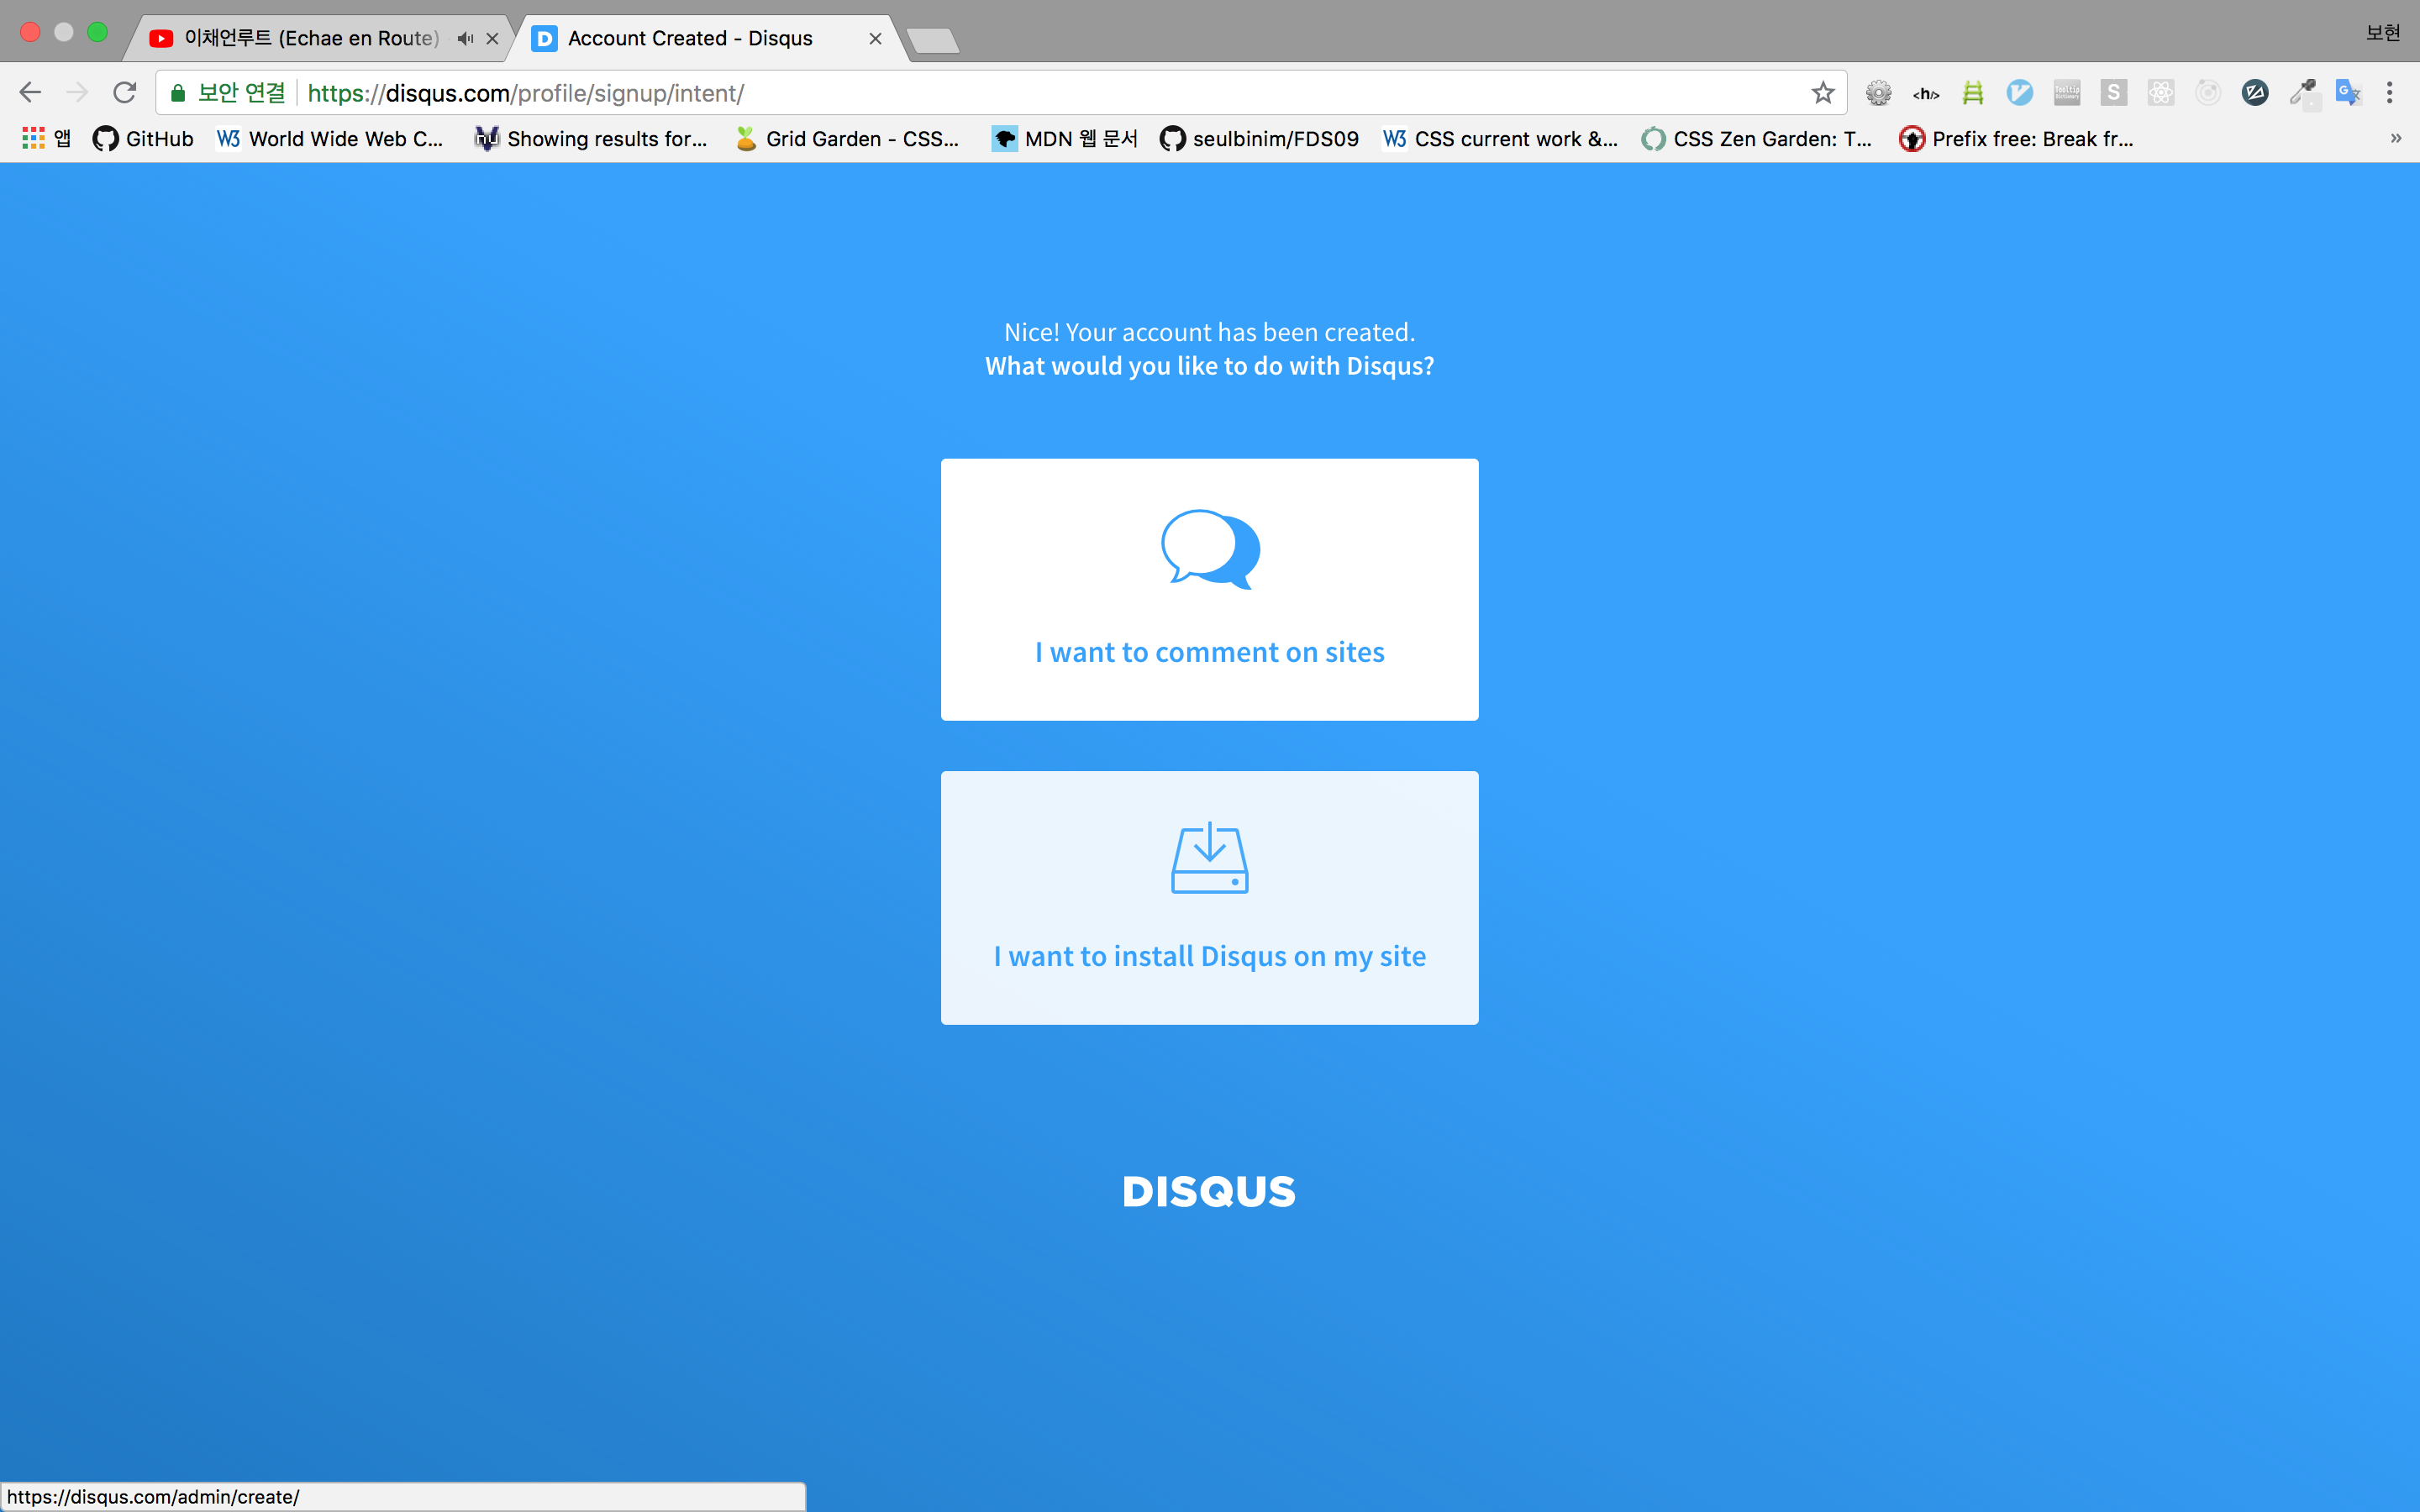 이채언루트 (Echae en Route)
Account Created - Disqus
보현
보안 연결 https://disqus.com/profile/signup/intent/
앱 GitHub World Wide Web C... Showing results for... Grid Garden - CSS... MDN 웹 문서 seulbinim/FDS09 CSS current work &... CSS Zen Garden: T... Prefix free: Break fr...
Nice! Your account has been created.
What would you like to do with Disqus?
I want to comment on sites
I want to install Disqus on my site
DISQUS
https://disqus.com/admin/create/